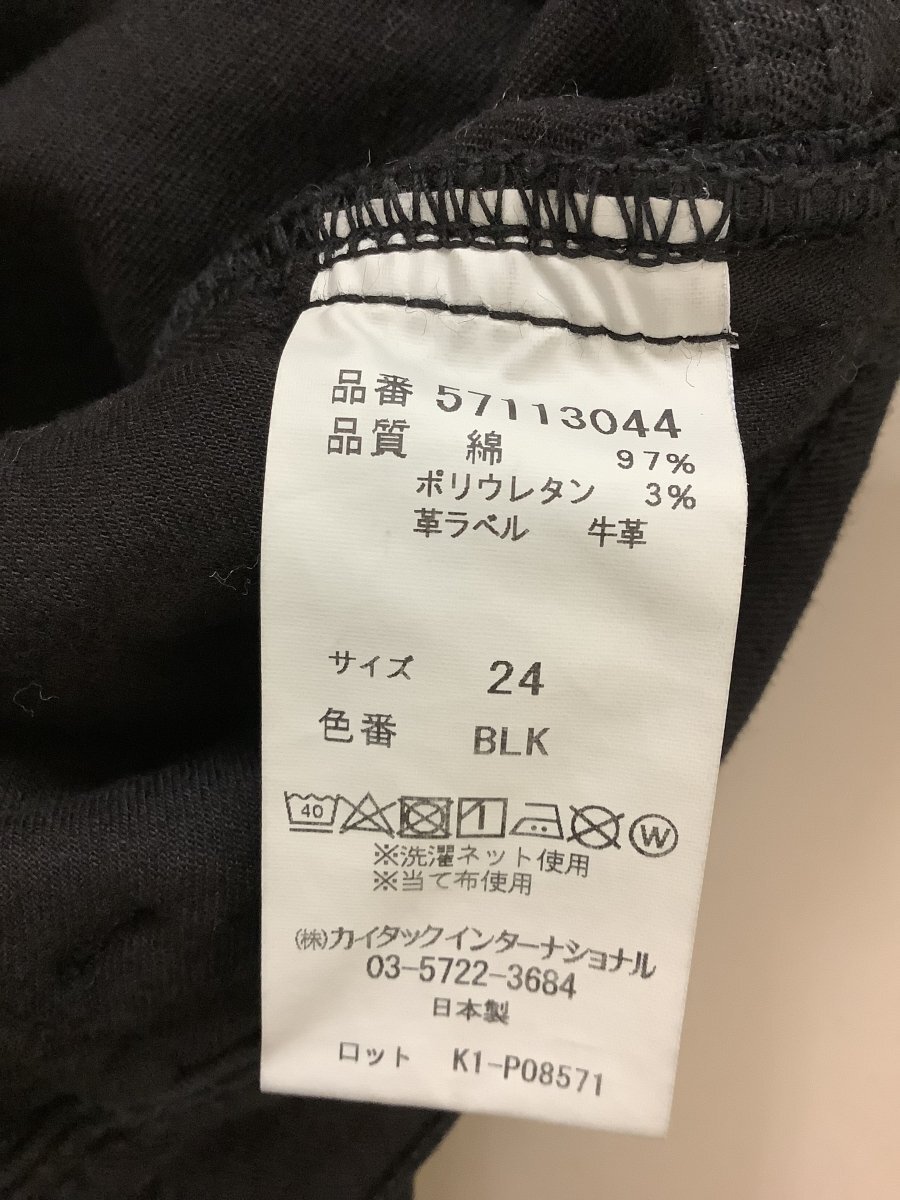 品番 57113044
品質 綿 97%
ポリウレタン 3%
革ラベル 牛革
サイズ 24
色番 BLK
40 W
※洗濯ネット使用
※当て布使用
㈱カイタックインターナショナル
03-5722-3684
日本製
ロット K1-P08571